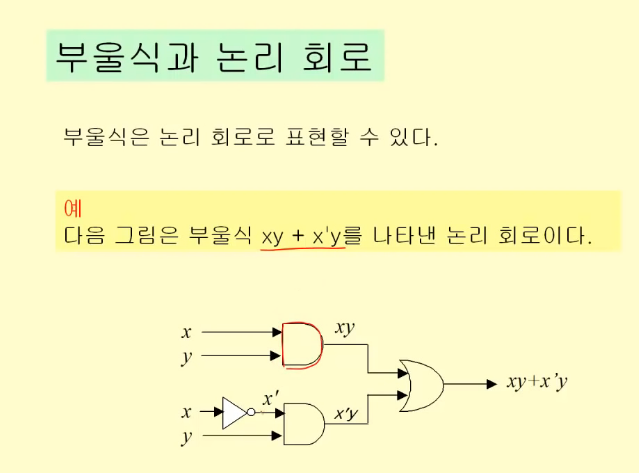 부울식과 논리 회로
부울식은 논리 회로로 표현할 수 있다.
예
다음 그림은 부울식 xy + x'y를 나타낸 논리 회로이다.
x
y
xy
x
y
x'
x'y
xy+x’y